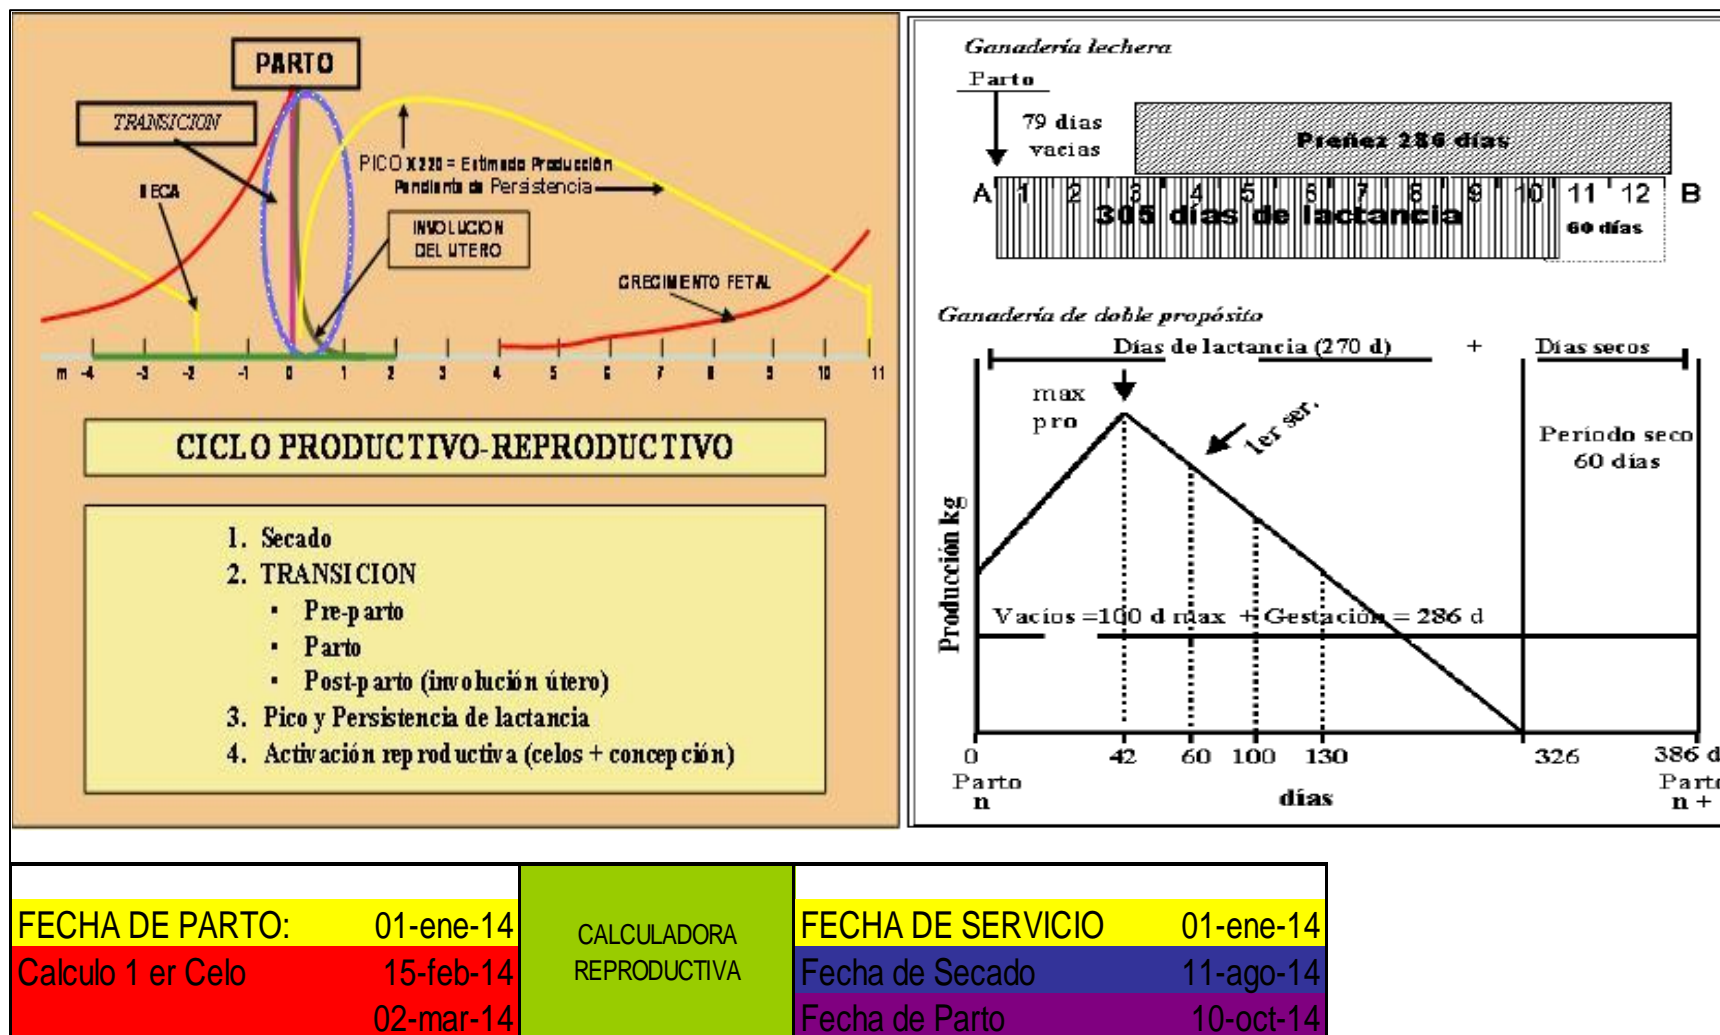 PARTO
TRANSICION
SECA
PICO X 220 = Estimado Producción
Pendiente de Persistencia
INVOLUCION
DEL UTERO
CRECIMENTO FETAL
m -4 -3 -2 -1 0 1 2 3 4 5 6 7 8 9 10 11
CICLO PRODUCTIVO-REPRODUCTIVO
1. Secado
2. TRANSICION
▪ Pre-parto
▪ Parto
▪ Post-parto (involución útero)
3. Pico y Persistencia de lactancia
4. Activación reproductiva (celos + concepción)
Ganadería lechera
Parto
79 días
vacias
Preñez 286 días
A 1 2 3 4 5 6 7 8 9 10 11 12 B
305 días de lactancia
60 días
Ganadería de doble propósito
Días de lactancia (270 d) + Días secos
max
pro
1er ser.
Período seco
60 días
Producción kg
Vacíos =100 d max + Gestación = 286 d
0 42 60 100 130 326 386 d
Parto
n
días
Parto
n +
FECHA DE PARTO: 01-ene-14
Calculo 1 er Celo 15-feb-14
02-mar-14
CALCULADORA
REPRODUCTIVA
FECHA DE SERVICIO 01-ene-14
Fecha de Secado 11-ago-14
Fecha de Parto 10-oct-14